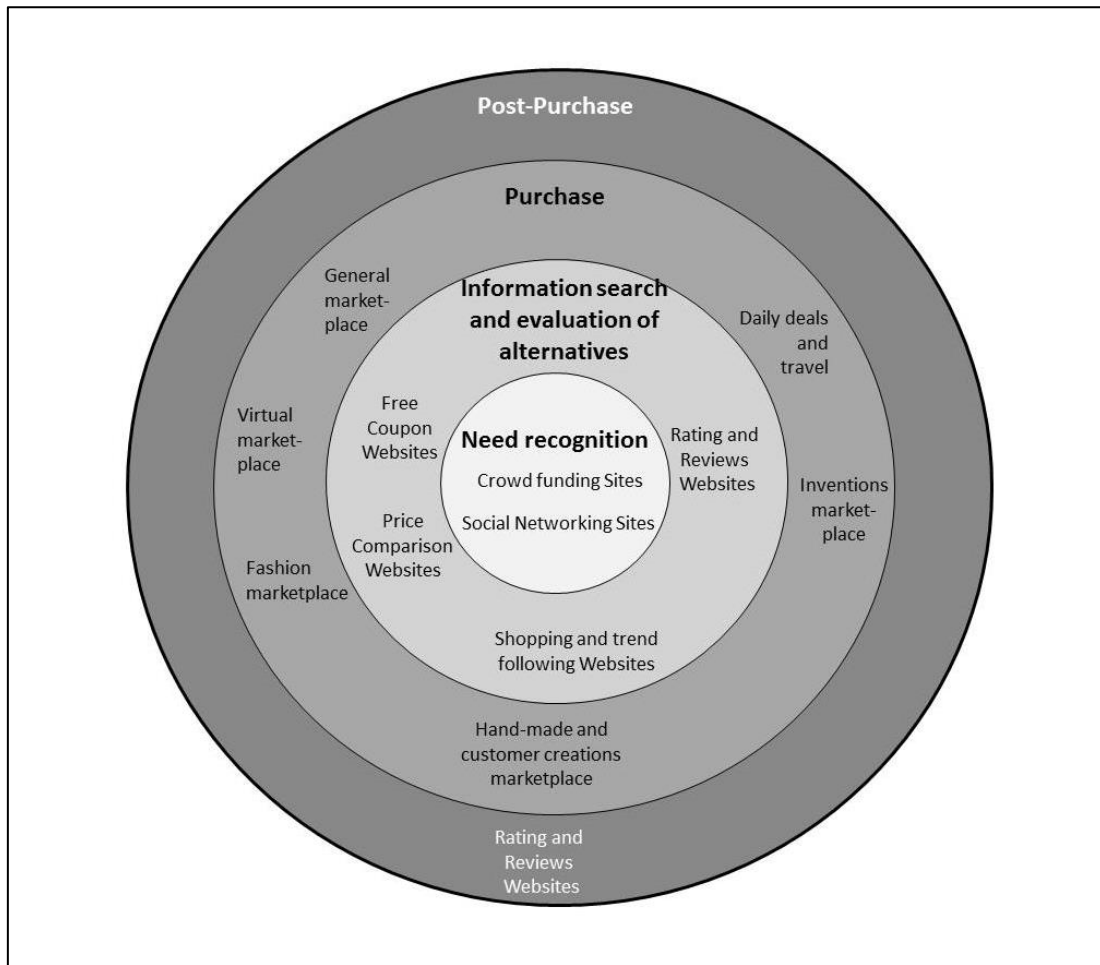 Post-Purchase
Purchase
General
market-
place
Information search
and evaluation of
alternatives
Daily deals
and
travel
Virtual
market-
place
Free
Coupon
Websites
Need recognition
Crowd funding Sites
Social Networking Sites
Rating and
Reviews
Websites
Inventions
market-
place
Price
Comparison
Websites
Fashion
marketplace
Shopping and trend
following Websites
Hand-made and
customer creations
marketplace
Rating and
Reviews
Websites